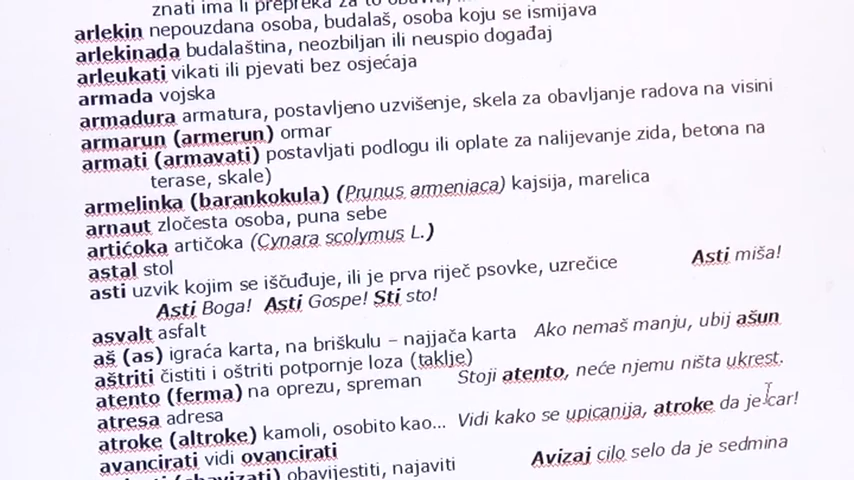 znati ima li prepreka za to
arlekin nepouzdana osoba, budalaš, osoba koju se ismijava
arlekinada budalaština, neozbiljan ili neuspio događaj
arleukati vikati ili pjevati bez osjećaja
armada vojska
armadura armatura, postavljeno uzvišenje, skela za obavljanje radova na visini
armarun (armerun) ormar
armati (armavati) postavljati podlogu ili oplate za nalijevanje zida, betona na
terase, skale)
armelinka (barankokula) (Prunus armeniaca) kajsija, marelica
arnaut zločesta osoba, puna sebe
artićoka artičoka (Cynara scolymus L.)
astal stol
asti uzvik kojim se iščuđuje, ili je prva riječ psovke, uzrečice Asti miša!
Asti Boga! Asti Gospe! Sti sto!
asvalt asfalt
aš (as) igraća karta, na briškulu – najjača karta Ako nemaš manju, ubij ašun
aštriti čistiti i oštriti potpornje loza (taklje)
atento (ferma) na oprezu, spreman Stoji atento, neće njemu ništa ukrest.
atresa adresa
atroke (altroke) kamoli, osobito kao... Vidi kako se upicanija, atroke da je car!
avancirati vidi ovancirati
obavijestiti, najaviti Avizaj cilo selo da je sedmina